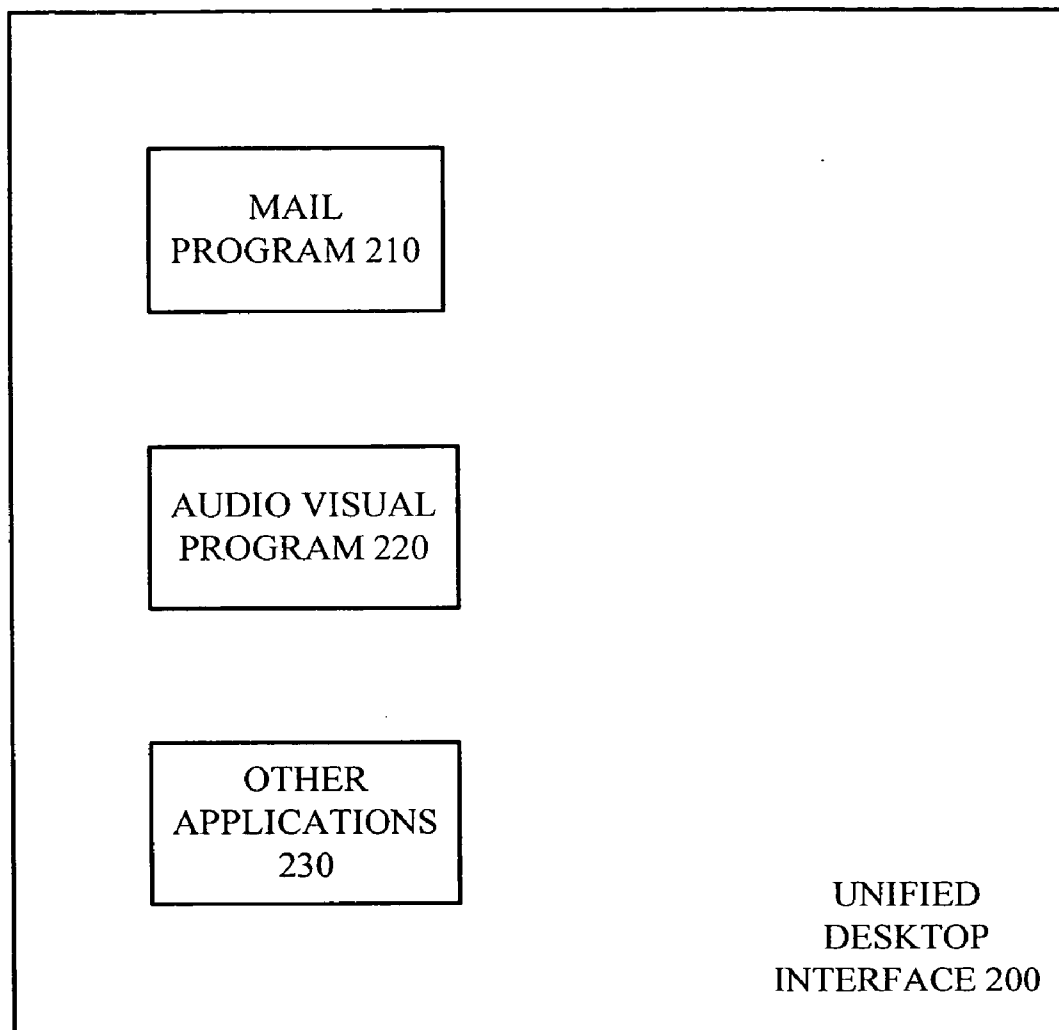 MAIL
PROGRAM 210
AUDIO VISUAL
PROGRAM 220
OTHER
APPLICATIONS
230
UNIFIED
DESKTOP
INTERFACE 200